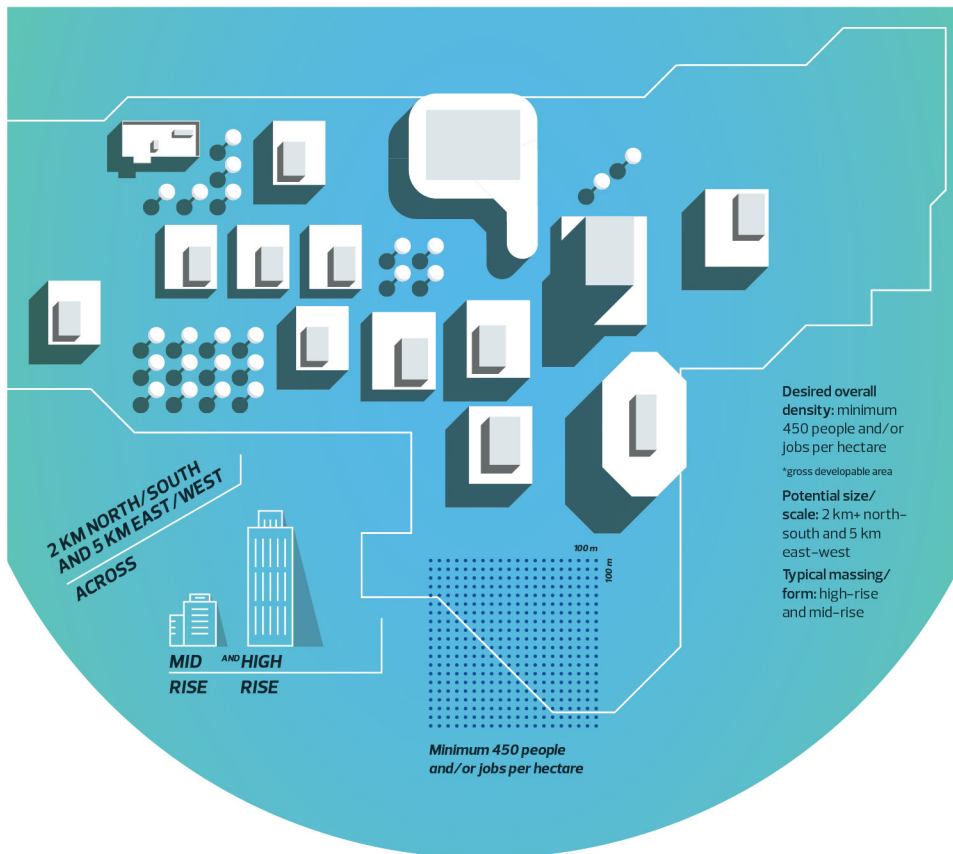 Desired overall
density: minimum
450 people and/or
jobs per hectare
*gross developable area
Potential size/
scale: 2 km+ north-
south and 5 km
east-west
Typical massing/
form: high-rise
and mid-rise
2 KM NORTH/SOUTH
AND 5 KM EAST/WEST
ACROSS
MID AND HIGH
RISE RISE
100 m
100 m
Minimum 450 people
and/or jobs per hectare